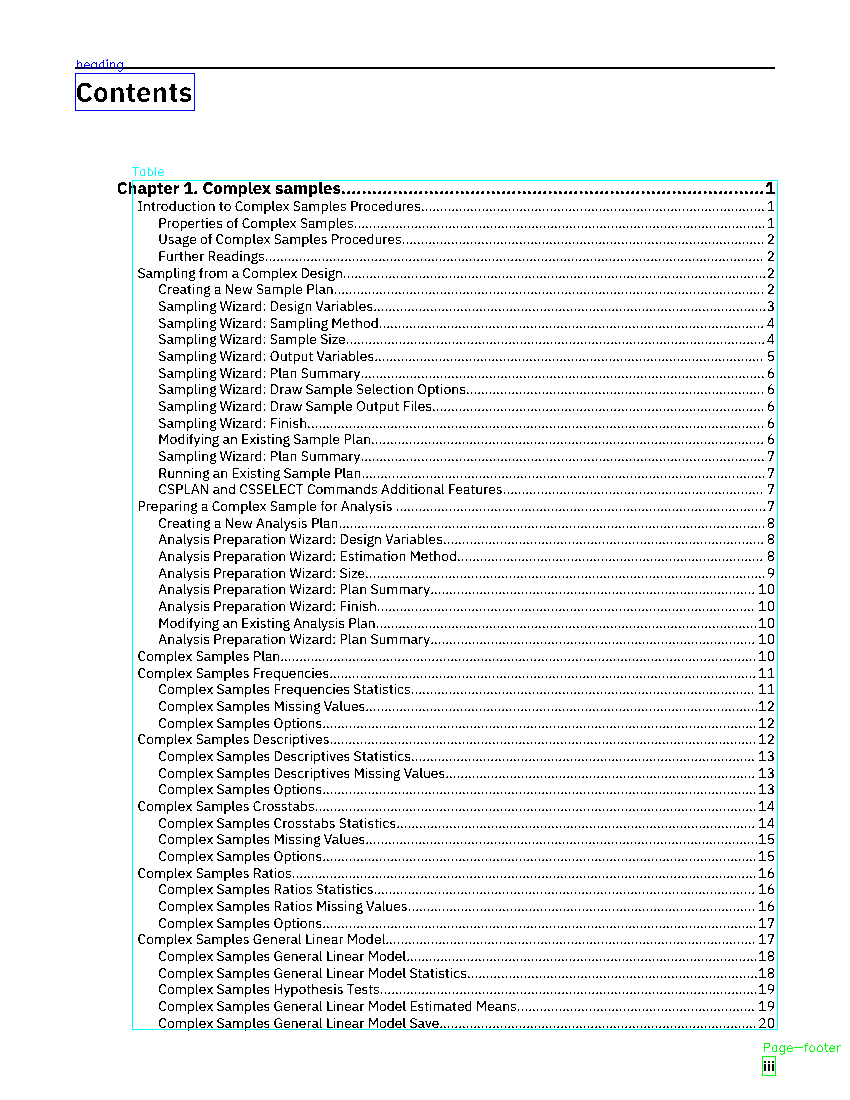 heading
Contents
Table
Chapter 1. Complex samples....................................................................................1
Introduction to Complex Samples Procedures....................................................................................1
Properties of Complex Samples....................................................................................1
Usage of Complex Samples Procedures....................................................................................2
Further Readings....................................................................................2
Sampling from a Complex Design....................................................................................2
Creating a New Sample Plan....................................................................................2
Sampling Wizard: Design Variables....................................................................................3
Sampling Wizard: Sampling Method....................................................................................4
Sampling Wizard: Sample Size....................................................................................4
Sampling Wizard: Output Variables....................................................................................5
Sampling Wizard: Plan Summary....................................................................................6
Sampling Wizard: Draw Sample Selection Options....................................................................................6
Sampling Wizard: Draw Sample Output Files....................................................................................6
Sampling Wizard: Finish....................................................................................6
Modifying an Existing Sample Plan....................................................................................6
Sampling Wizard: Plan Summary....................................................................................7
Running an Existing Sample Plan....................................................................................7
CSPLAN and CSSELECT Commands Additional Features....................................................................................7
Preparing a Complex Sample for Analysis ....................................................................................7
Creating a New Analysis Plan....................................................................................8
Analysis Preparation Wizard: Design Variables....................................................................................8
Analysis Preparation Wizard: Estimation Method....................................................................................8
Analysis Preparation Wizard: Size....................................................................................9
Analysis Preparation Wizard: Plan Summary....................................................................................10
Analysis Preparation Wizard: Finish....................................................................................10
Modifying an Existing Analysis Plan....................................................................................10
Analysis Preparation Wizard: Plan Summary....................................................................................10
Complex Samples Plan....................................................................................10
Complex Samples Frequencies....................................................................................11
Complex Samples Frequencies Statistics....................................................................................11
Complex Samples Missing Values....................................................................................12
Complex Samples Options....................................................................................12
Complex Samples Descriptives....................................................................................12
Complex Samples Descriptives Statistics....................................................................................13
Complex Samples Descriptives Missing Values....................................................................................13
Complex Samples Options....................................................................................13
Complex Samples Crosstabs....................................................................................14
Complex Samples Crosstabs Statistics....................................................................................14
Complex Samples Missing Values....................................................................................15
Complex Samples Options....................................................................................15
Complex Samples Ratios....................................................................................16
Complex Samples Ratios Statistics....................................................................................16
Complex Samples Ratios Missing Values....................................................................................16
Complex Samples Options....................................................................................17
Complex Samples General Linear Model....................................................................................17
Complex Samples General Linear Model....................................................................................18
Complex Samples General Linear Model Statistics....................................................................................18
Complex Samples Hypothesis Tests....................................................................................19
Complex Samples General Linear Model Estimated Means....................................................................................19
Complex Samples General Linear Model Save....................................................................................20
Page-footer
iii